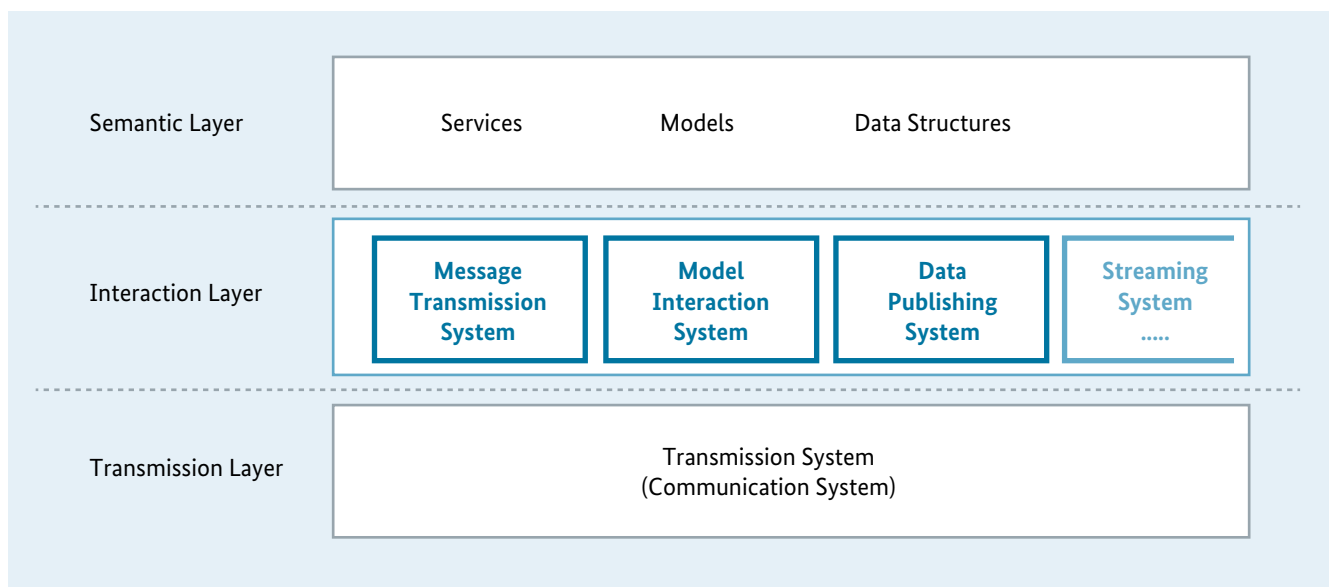 Semantic Layer
Services
Models
Data Structures
Interaction Layer
Message
Transmission
System
Model
Interaction
System
Data
Publishing
System
Streaming
System
.....
Transmission Layer
Transmission System
(Communication System)